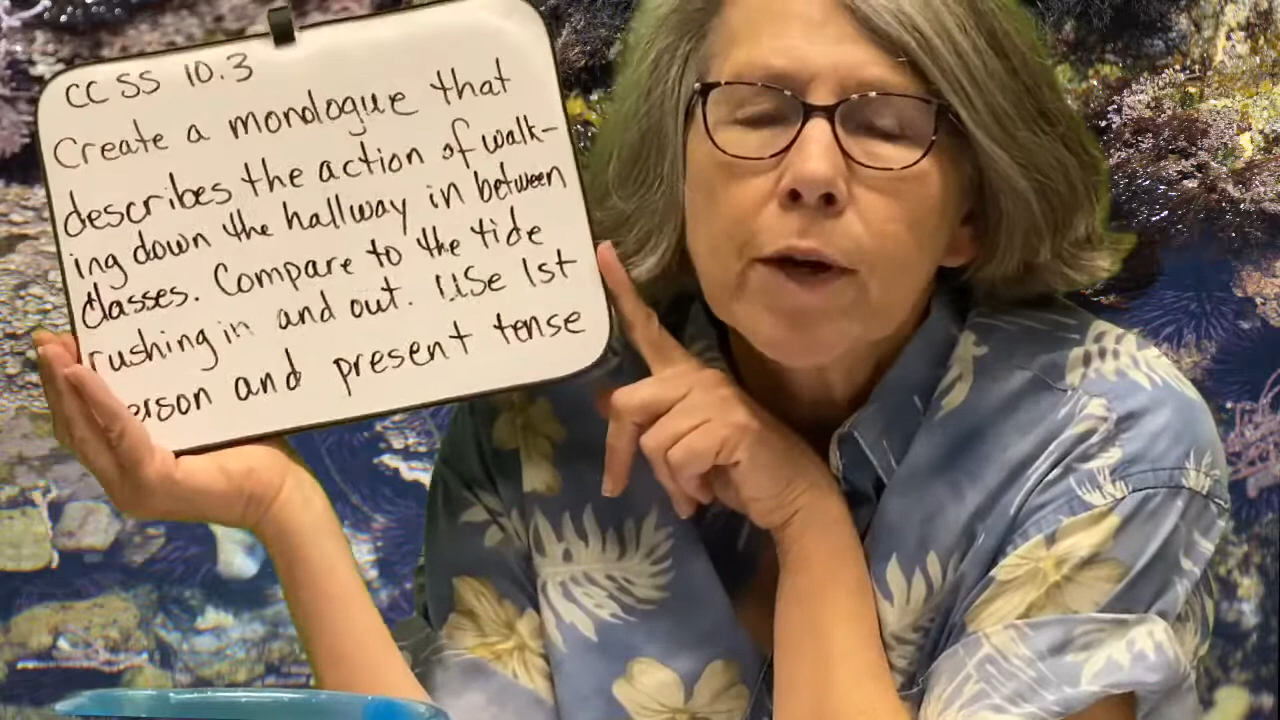 CCSS 10.3
Create a monologue that
describes the action of walk-
ing down the hallway in between
classes. Compare to the tide
rushing in and out. Use 1st
erson and present tense